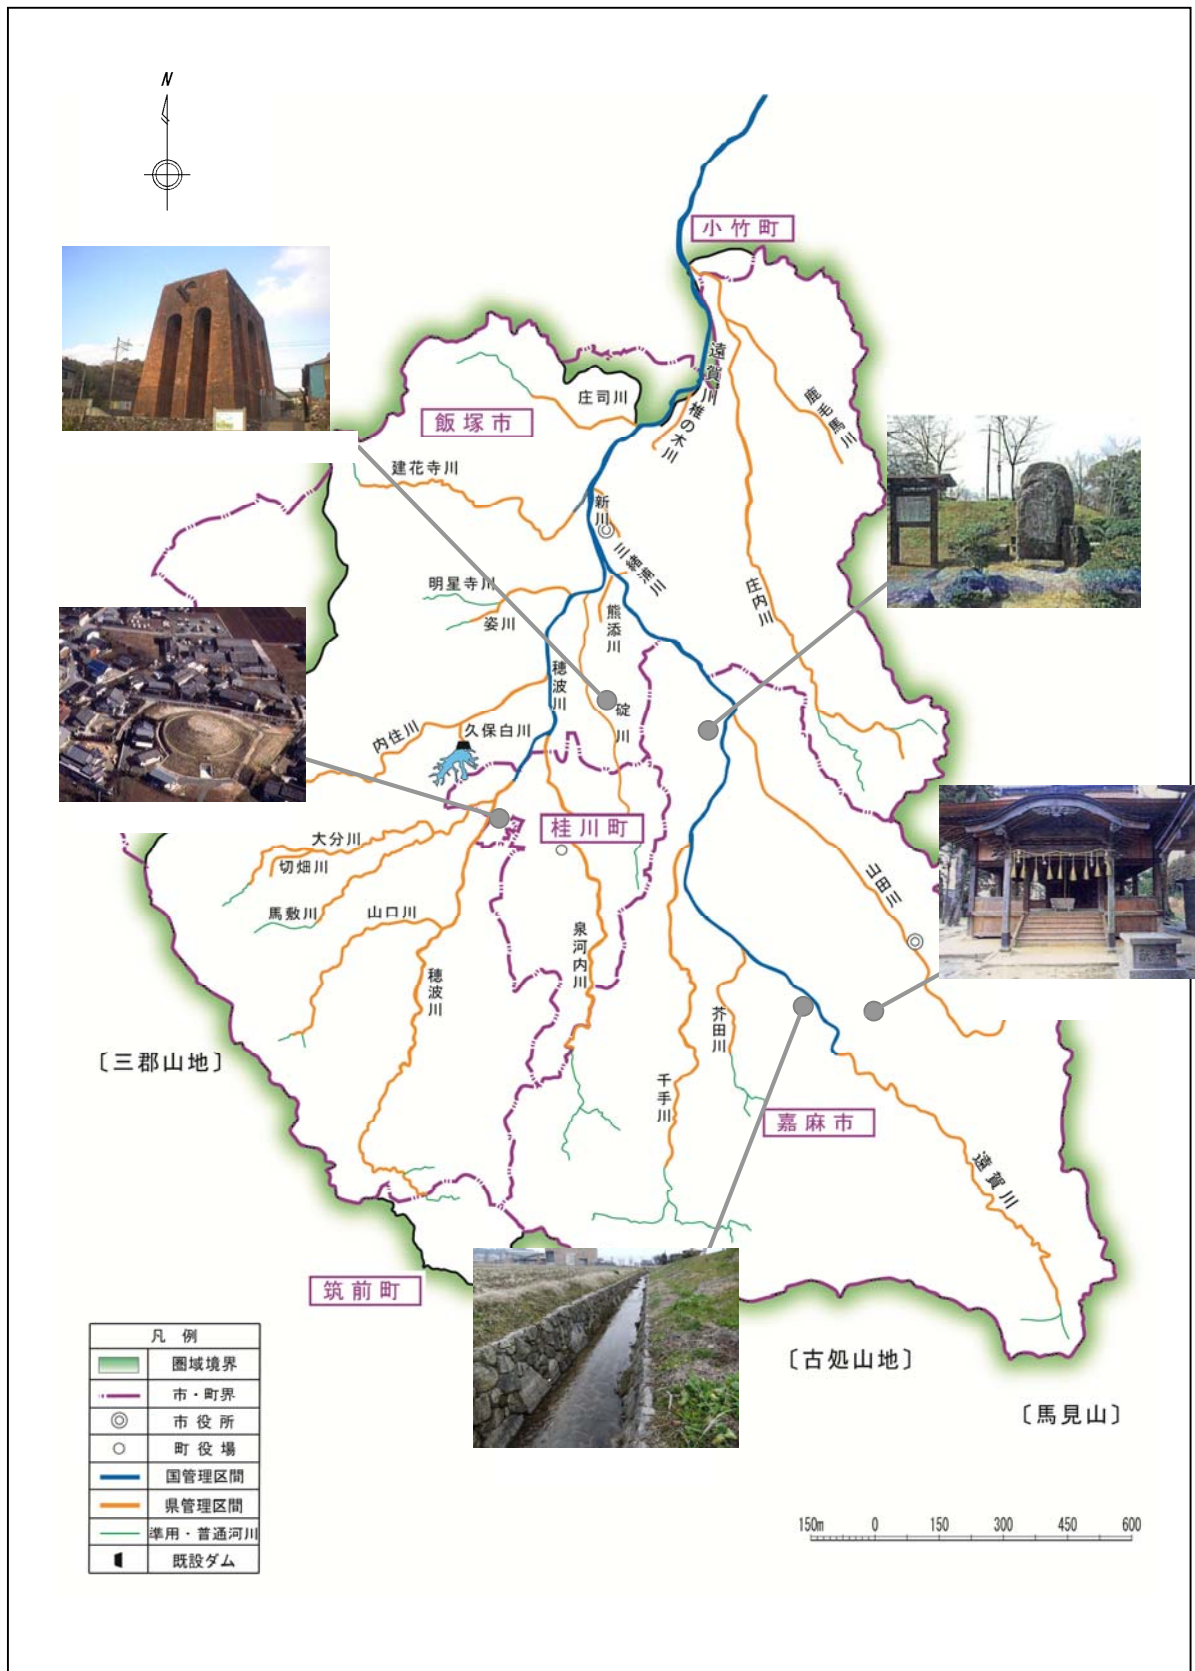 N
小竹町
遠賀川
庄司川
椎の木川
鹿毛馬川
飯塚市
建花寺川
新川
三緒浦川
明星寺川
姿川
熊添川
庄内川
穂波川
碇川
内住川
久保白川
桂川町
大分川
切畑川
山田川
馬敷川
山口川
泉河内川
穂波川
芥田川
〔三郡山地〕
千手川
嘉麻市
遠賀川
筑前町
〔古処山地〕
〔馬見山〕
凡 例
圏域境界
市・町界
市役所
町役場
国管理区間
県管理区間
準用・普通河川
既設ダム
150m 0 150 300 450 600